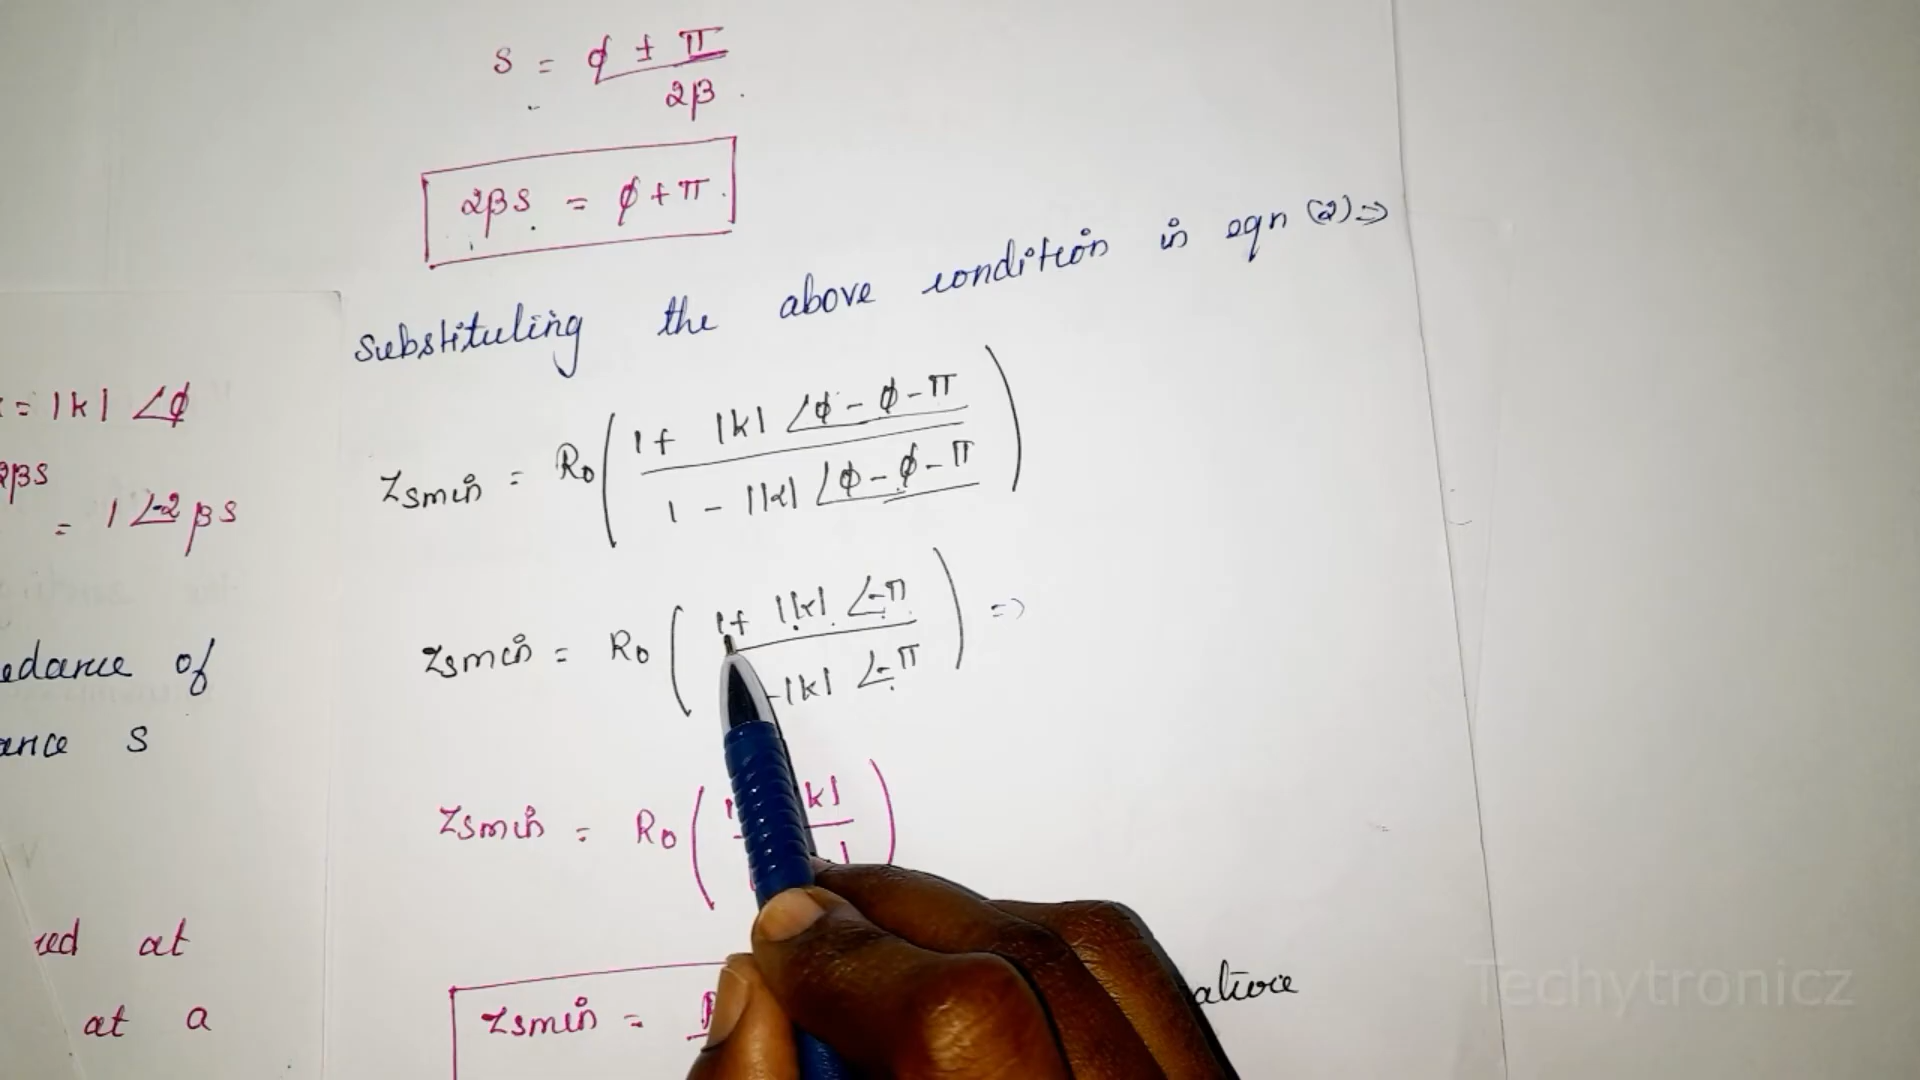 S = ϕ ± π
2β
2βS = ϕ + π
Substituting the above condition in eqn (2) ⇒
= |k| ∠ϕ
Zsmin = R0 ( 1 + |k| ∠ϕ - ϕ - π
1 - |k| ∠ϕ - ϕ - π )
2βS
= 1 ∠-2βS
Zsmin = R0 ( 1 + |k| ∠-π ) ⇒
- |k| ∠-π
edance of
ance S
Zsmin = R0 ( k| )
ed at
at a
Zsmin =
ative
Techytronicz